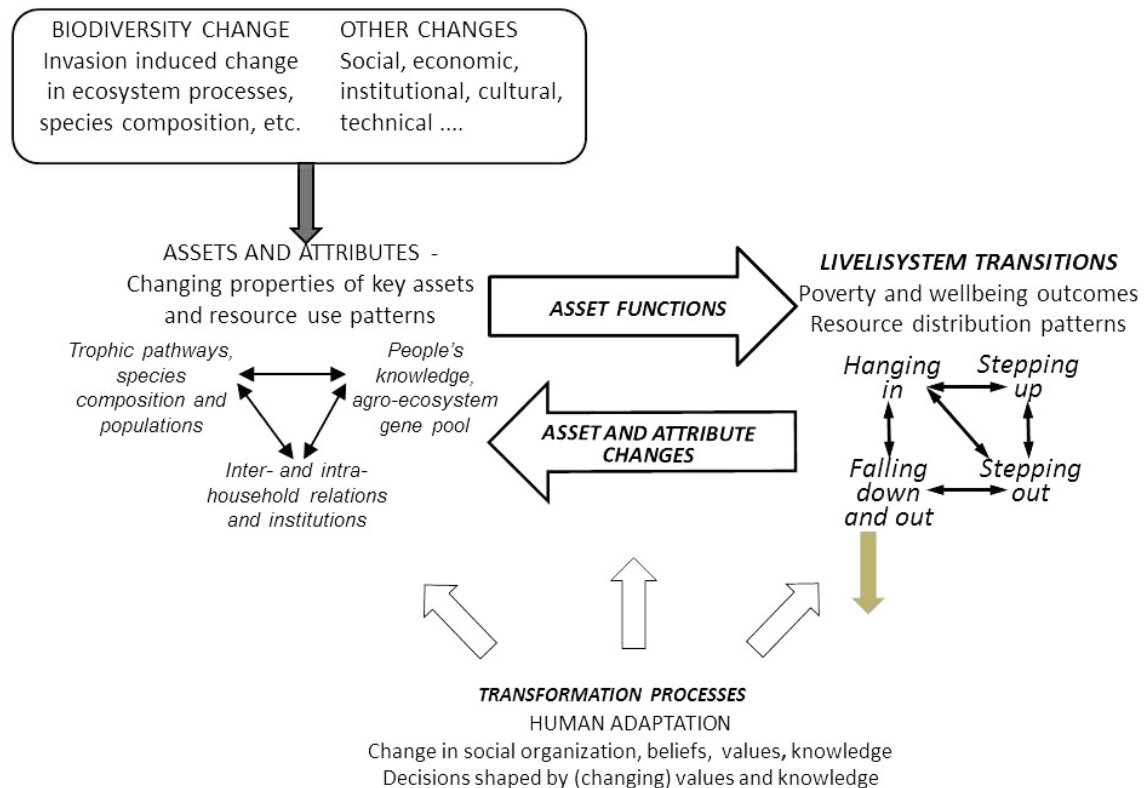 BIODIVERSITY CHANGE
Invasion induced change
in ecosystem processes,
species composition, etc.
OTHER CHANGES
Social, economic,
institutional, cultural,
technical ....
ASSETS AND ATTRIBUTES -
Changing properties of key assets
and resource use patterns
Trophic pathways,
species
composition and
populations
People's
knowledge,
agro-ecosystem
gene pool
Inter- and intra-
household relations
and institutions
ASSET FUNCTIONS
ASSET AND ATTRIBUTE
CHANGES
LIVELISYSTEM TRANSITIONS
Poverty and wellbeing outcomes
Resource distribution patterns
Hanging
in
Stepping
up
Falling
down
and out
Stepping
out
TRANSFORMATION PROCESSES
HUMAN ADAPTATION
Change in social organization, beliefs, values, knowledge
Decisions shaped by (changing) values and knowledge